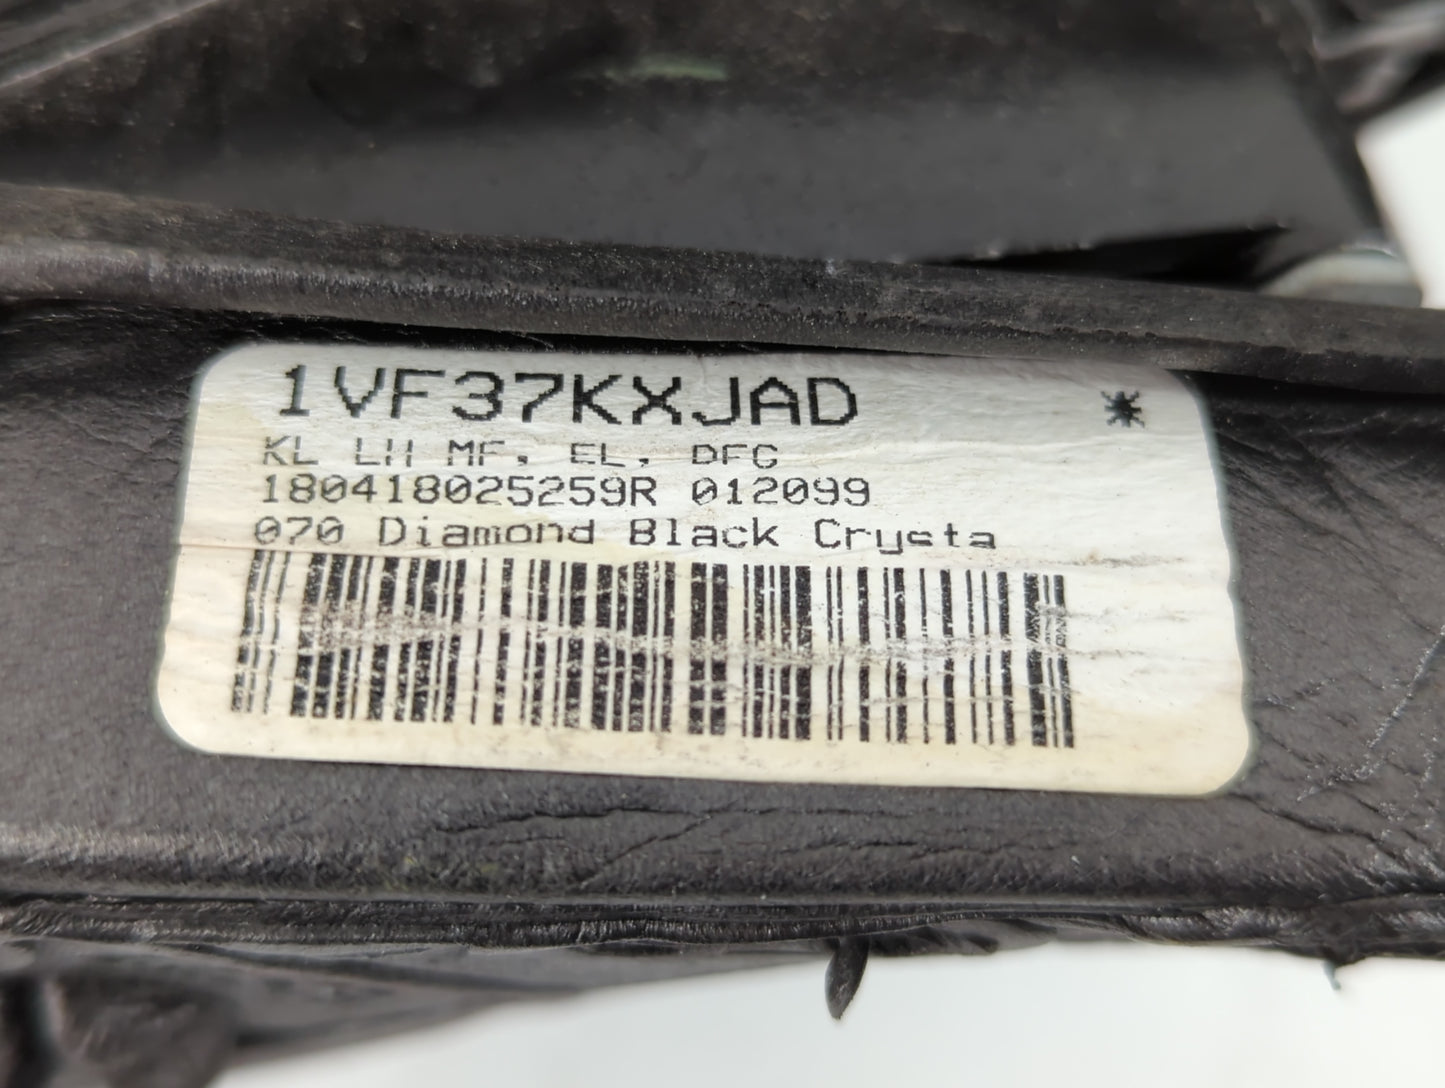 1VF37KXJAD *
KL LH MF, EL, DFG
180418025259R 012099
070 Diamond Black Crysta